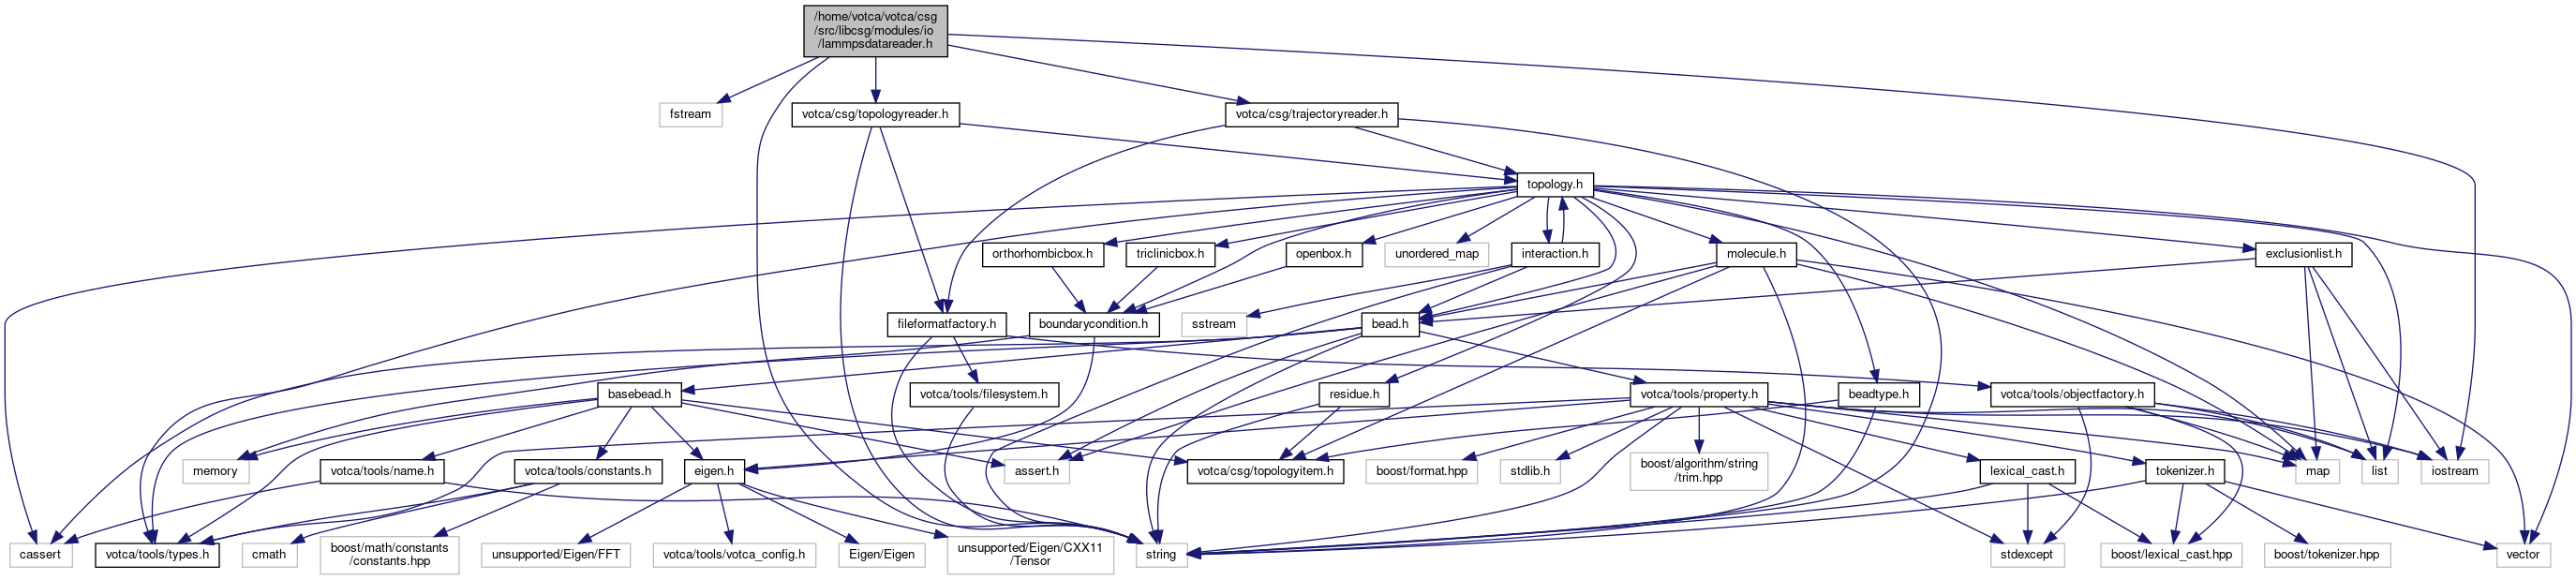 /home/votca/votca/csg
/src/libcsg/modules/io
/lammpsdatareader.h
fstream
votca/csg/topologyreader.h
votca/csg/trajectoryreader.h
topology.h
orthorhombicbox.h
triclinicbox.h
openbox.h
unordered_map
interaction.h
molecule.h
exclusionlist.h
fileformatfactory.h
boundarycondition.h
sstream
bead.h
basebead.h
votca/tools/filesystem.h
residue.h
votca/tools/property.h
beadtype.h
votca/tools/objectfactory.h
memory
votca/tools/name.h
votca/tools/constants.h
eigen.h
assert.h
votca/csg/topologyitem.h
boost/format.hpp
stdlib.h
boost/algorithm/string
/trim.hpp
lexical_cast.h
tokenizer.h
map
list
iostream
cassert
votca/tools/types.h
cmath
boost/math/constants
/constants.hpp
unsupported/Eigen/FFT
votca/tools/votca_config.h
Eigen/Eigen
unsupported/Eigen/CXX11
/Tensor
string
stdexcept
boost/lexical_cast.hpp
boost/tokenizer.hpp
vector